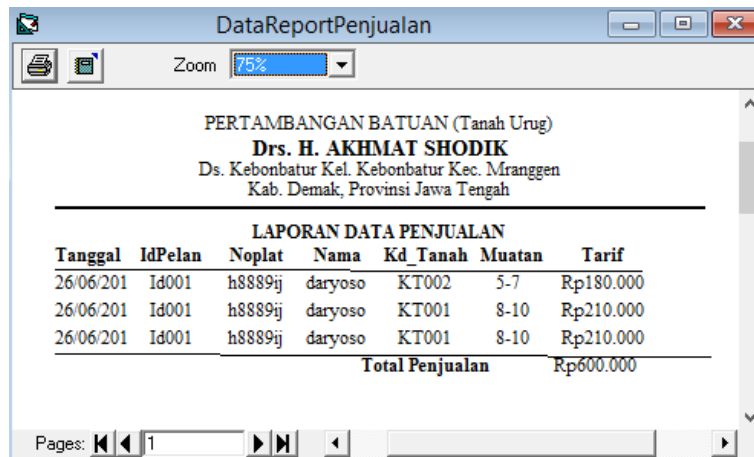 DataReportPenjualan
Zoom 75%
PERTAMBANGAN BATUAN (Tanah Urug)
Drs. H. AKHMAT SHODIK
Ds. Kebonbatur Kel. Kebonbatur Kec. Mranggen
Kab. Demak, Provinsi Jawa Tengah
LAPORAN DATA PENJUALAN
Tanggal IdPelan Noplat Nama Kd_Tanah Muatan Tarif
26/06/201 Id001 h8889ij daryoso KT002 5-7 Rp180.000
26/06/201 Id001 h8889ij daryoso KT001 8-10 Rp210.000
26/06/201 Id001 h8889ij daryoso KT001 8-10 Rp210.000
Total Penjualan Rp600.000
Pages: 1